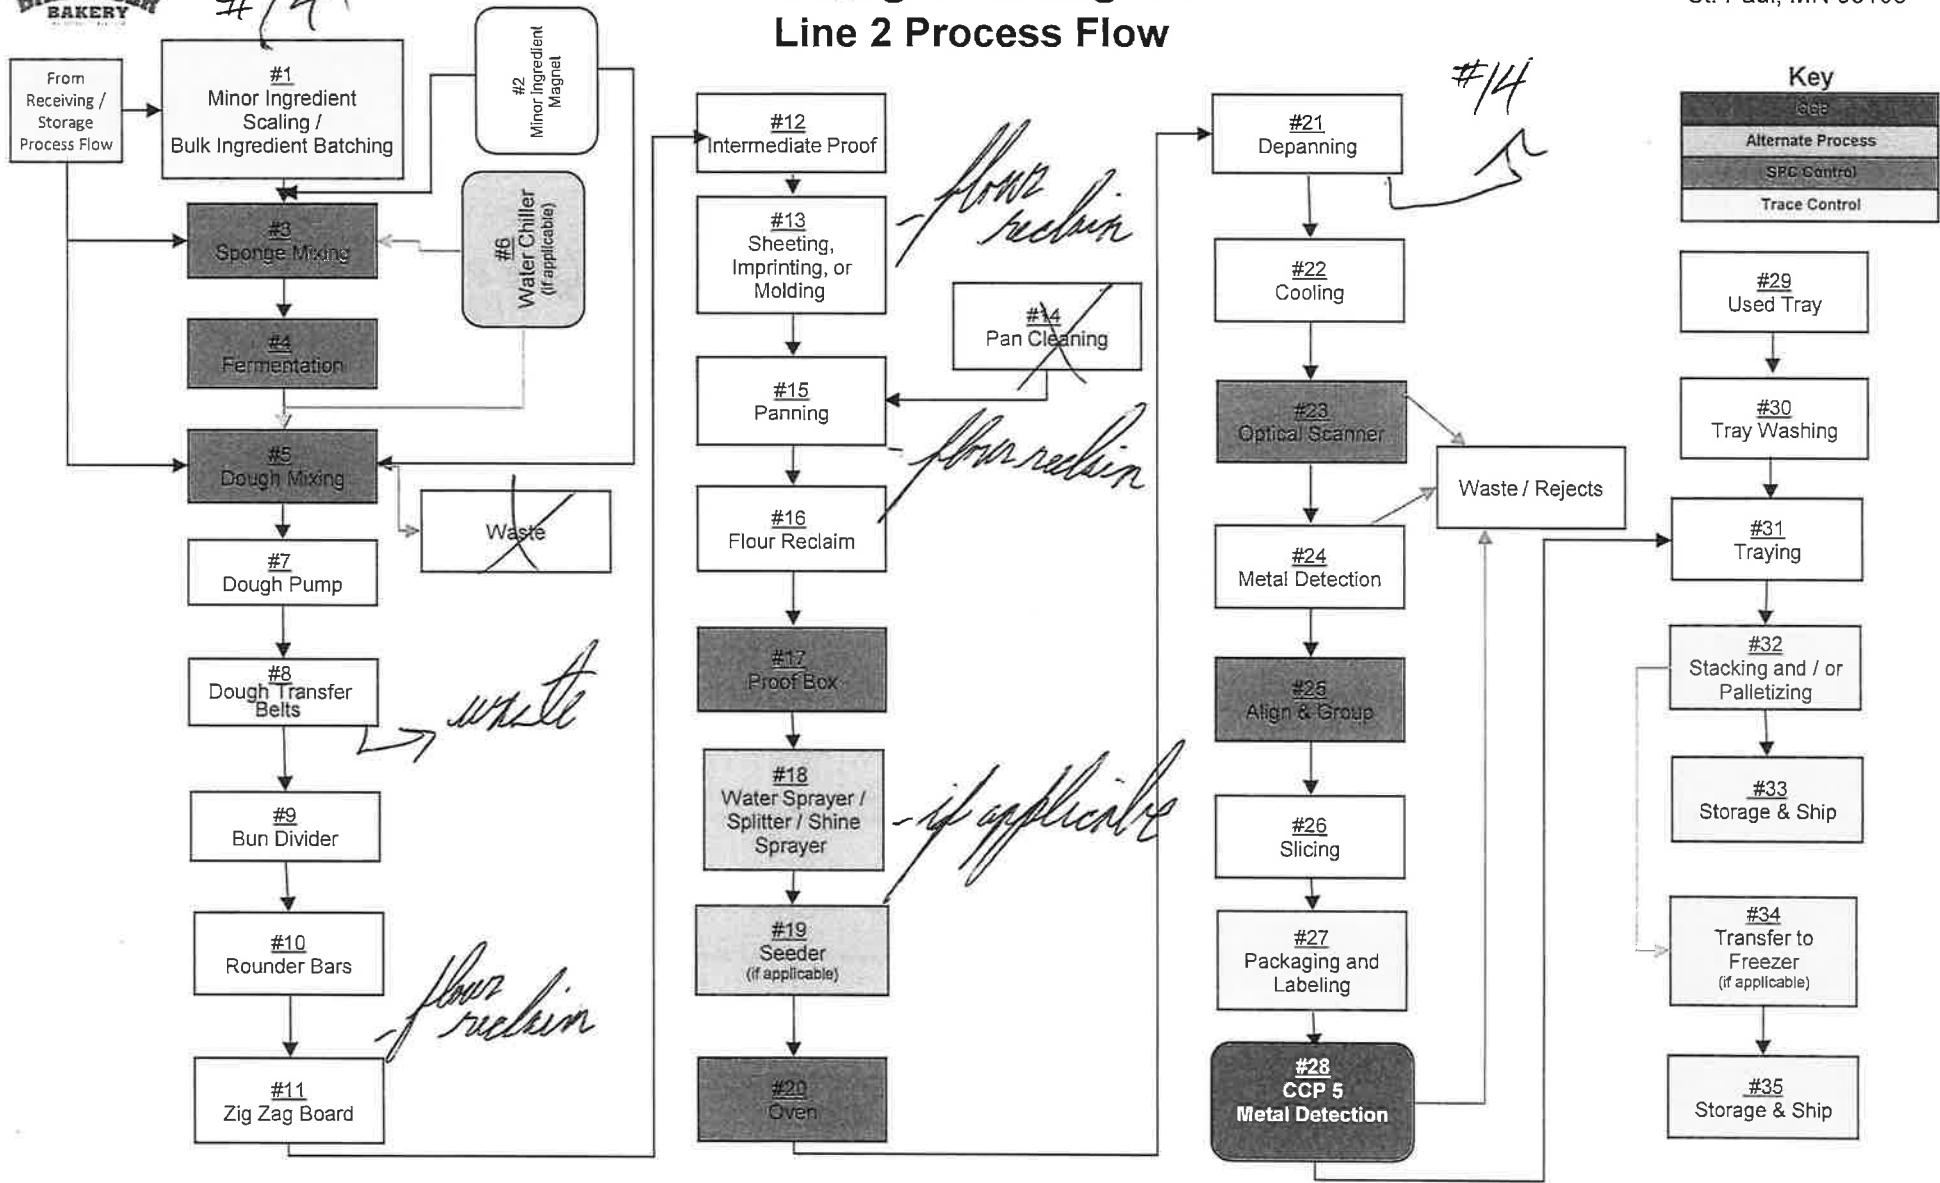 BAKERY
#14
Line 2 Process Flow
St. Paul, MN
From
Receiving /
Storage
Process Flow
#1
Minor Ingredient
Scaling /
Bulk Ingredient Batching
#2
Minor Ingredient
Magnet
#3
Sponge Mixing
#6
Water Chiller
(if applicable)
#4
Fermentation
#5
Dough Mixing
Waste
#7
Dough Pump
#8
Dough Transfer
Belts
waste
#9
Bun Divider
#10
Rounder Bars
- flour
reclaim
#11
Zig Zag Board
#12
Intermediate Proof
- flour
reclaim
#13
Sheeting,
Imprinting, or
Molding
#14
Pan Cleaning
#15
Panning
- flour reclaim
#16
Flour Reclaim
#17
Proof Box
#18
Water Sprayer /
Splitter / Shine
Sprayer
- if applicable
#19
Seeder
(if applicable)
#20
Oven
#21
Depanning
#14
#22
Cooling
#23
Optical Scanner
Waste / Rejects
#24
Metal Detection
#25
Align & Group
#26
Slicing
#27
Packaging and
Labeling
#28
CCP 5
Metal Detection
Key
CCP
Alternate Process
SPC Control
Trace Control
#29
Used Tray
#30
Tray Washing
#31
Traying
#32
Stacking and / or
Palletizing
#33
Storage & Ship
#34
Transfer to
Freezer
(if applicable)
#35
Storage & Ship